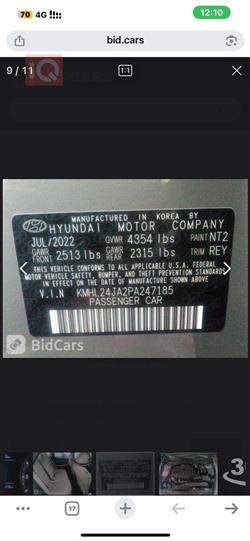 70 4G 12:10
bid.cars
9 / 11 1:1
MANUFACTURED IN KOREA BY
HYUNDAI MOTOR COMPANY
JUL/2022 GVWR 4354 lbs PAINT NT2
GAWR FRONT 2513 lbs GAWR REAR 2315 lbs TRIM REY
THIS VEHICLE CONFORMS TO ALL APPLICABLE U.S.A. FEDERAL
MOTOR VEHICLE SAFETY, BUMPER, AND THEFT PREVENTION STANDARDS
IN EFFECT ON THE DATE OF MANUFACTURE SHOWN ABOVE
V.I.N KMHL24JA2PA247185
PASSENGER CAR
BidCars
17